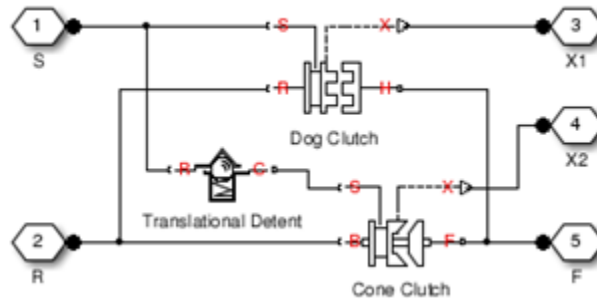 1
S
X
3
S
X1
R
H
Dog Clutch
4
X2
R
C
S
X
Translational Detent
2
B
F
5
R
Cone Clutch
F